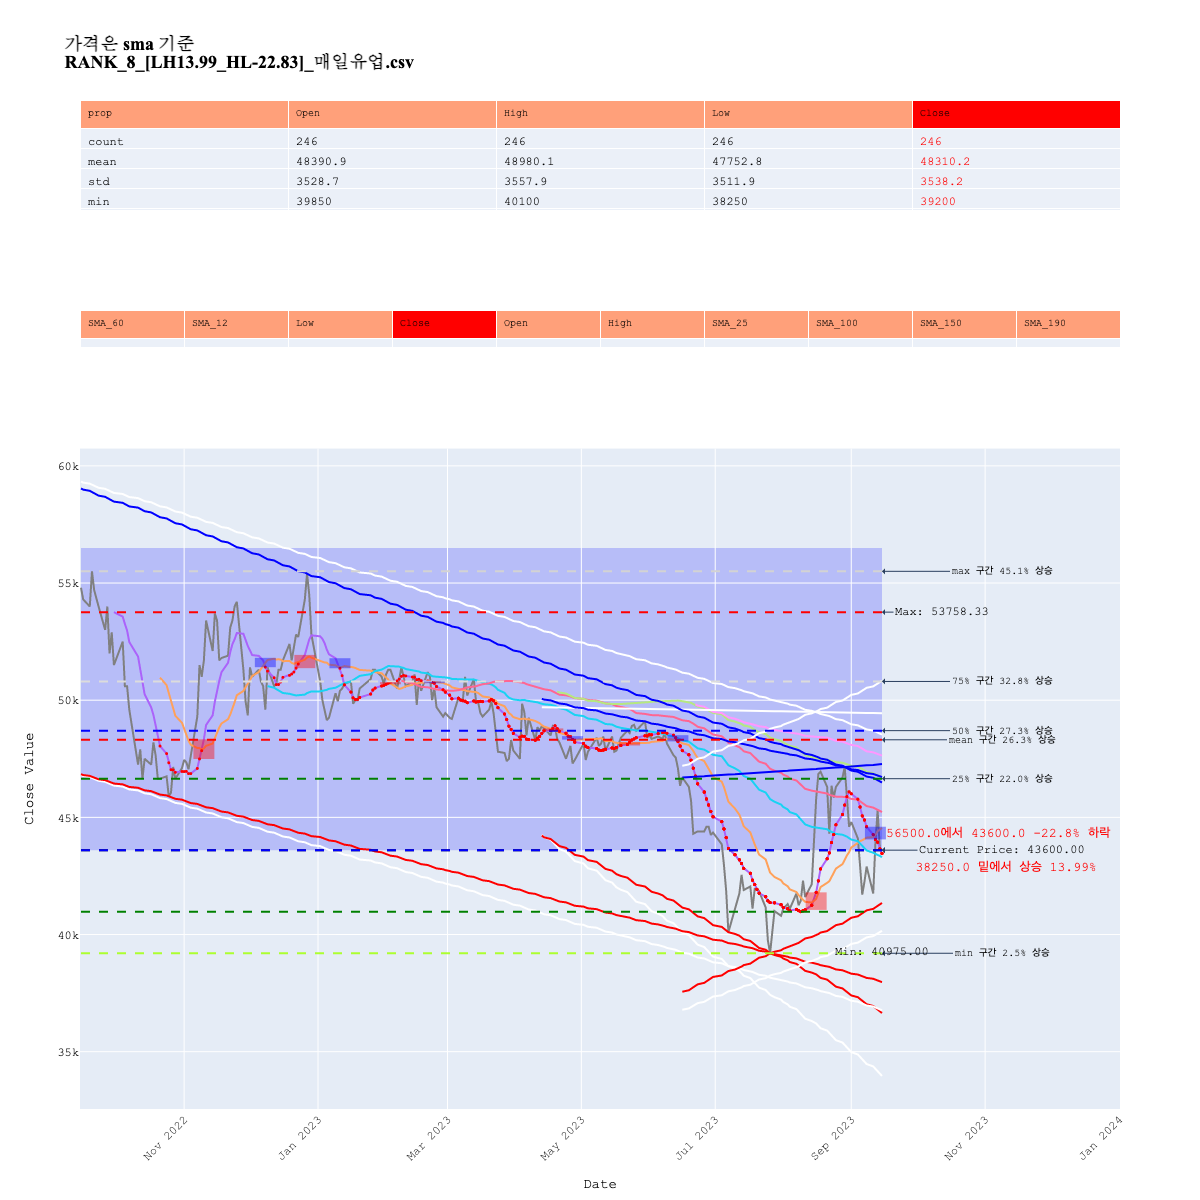 가격은 sma 기준
RANK_8_[LH13.99_HL-22.83]_매일유업.csv
prop Open High Low Close
count 246 246 246 246
mean 48390.9 48980.1 47752.8 48310.2
std 3528.7 3557.9 3511.9 3538.2
min 39850 40100 38250 39200
SMA_60 SMA_12 Low Close Open High SMA_25 SMA_100 SMA_150 SMA_190
60k
55k
50k
45k
40k
35k
Close Value
max 구간 45.1% 상승
Max: 53758.33
75% 구간 32.8% 상승
50% 구간 27.3% 상승
mean 구간 26.3% 상승
25% 구간 22.0% 상승
56500.0에서 43600.0 -22.8% 하락
Current Price: 43600.00
38250.0 밑에서 상승 13.99%
Min: 40975.00
min 구간 2.5% 상승
Nov 2022
Jan 2023
Mar 2023
May 2023
Jul 2023
Sep 2023
Nov 2023
Jan 2024
Date